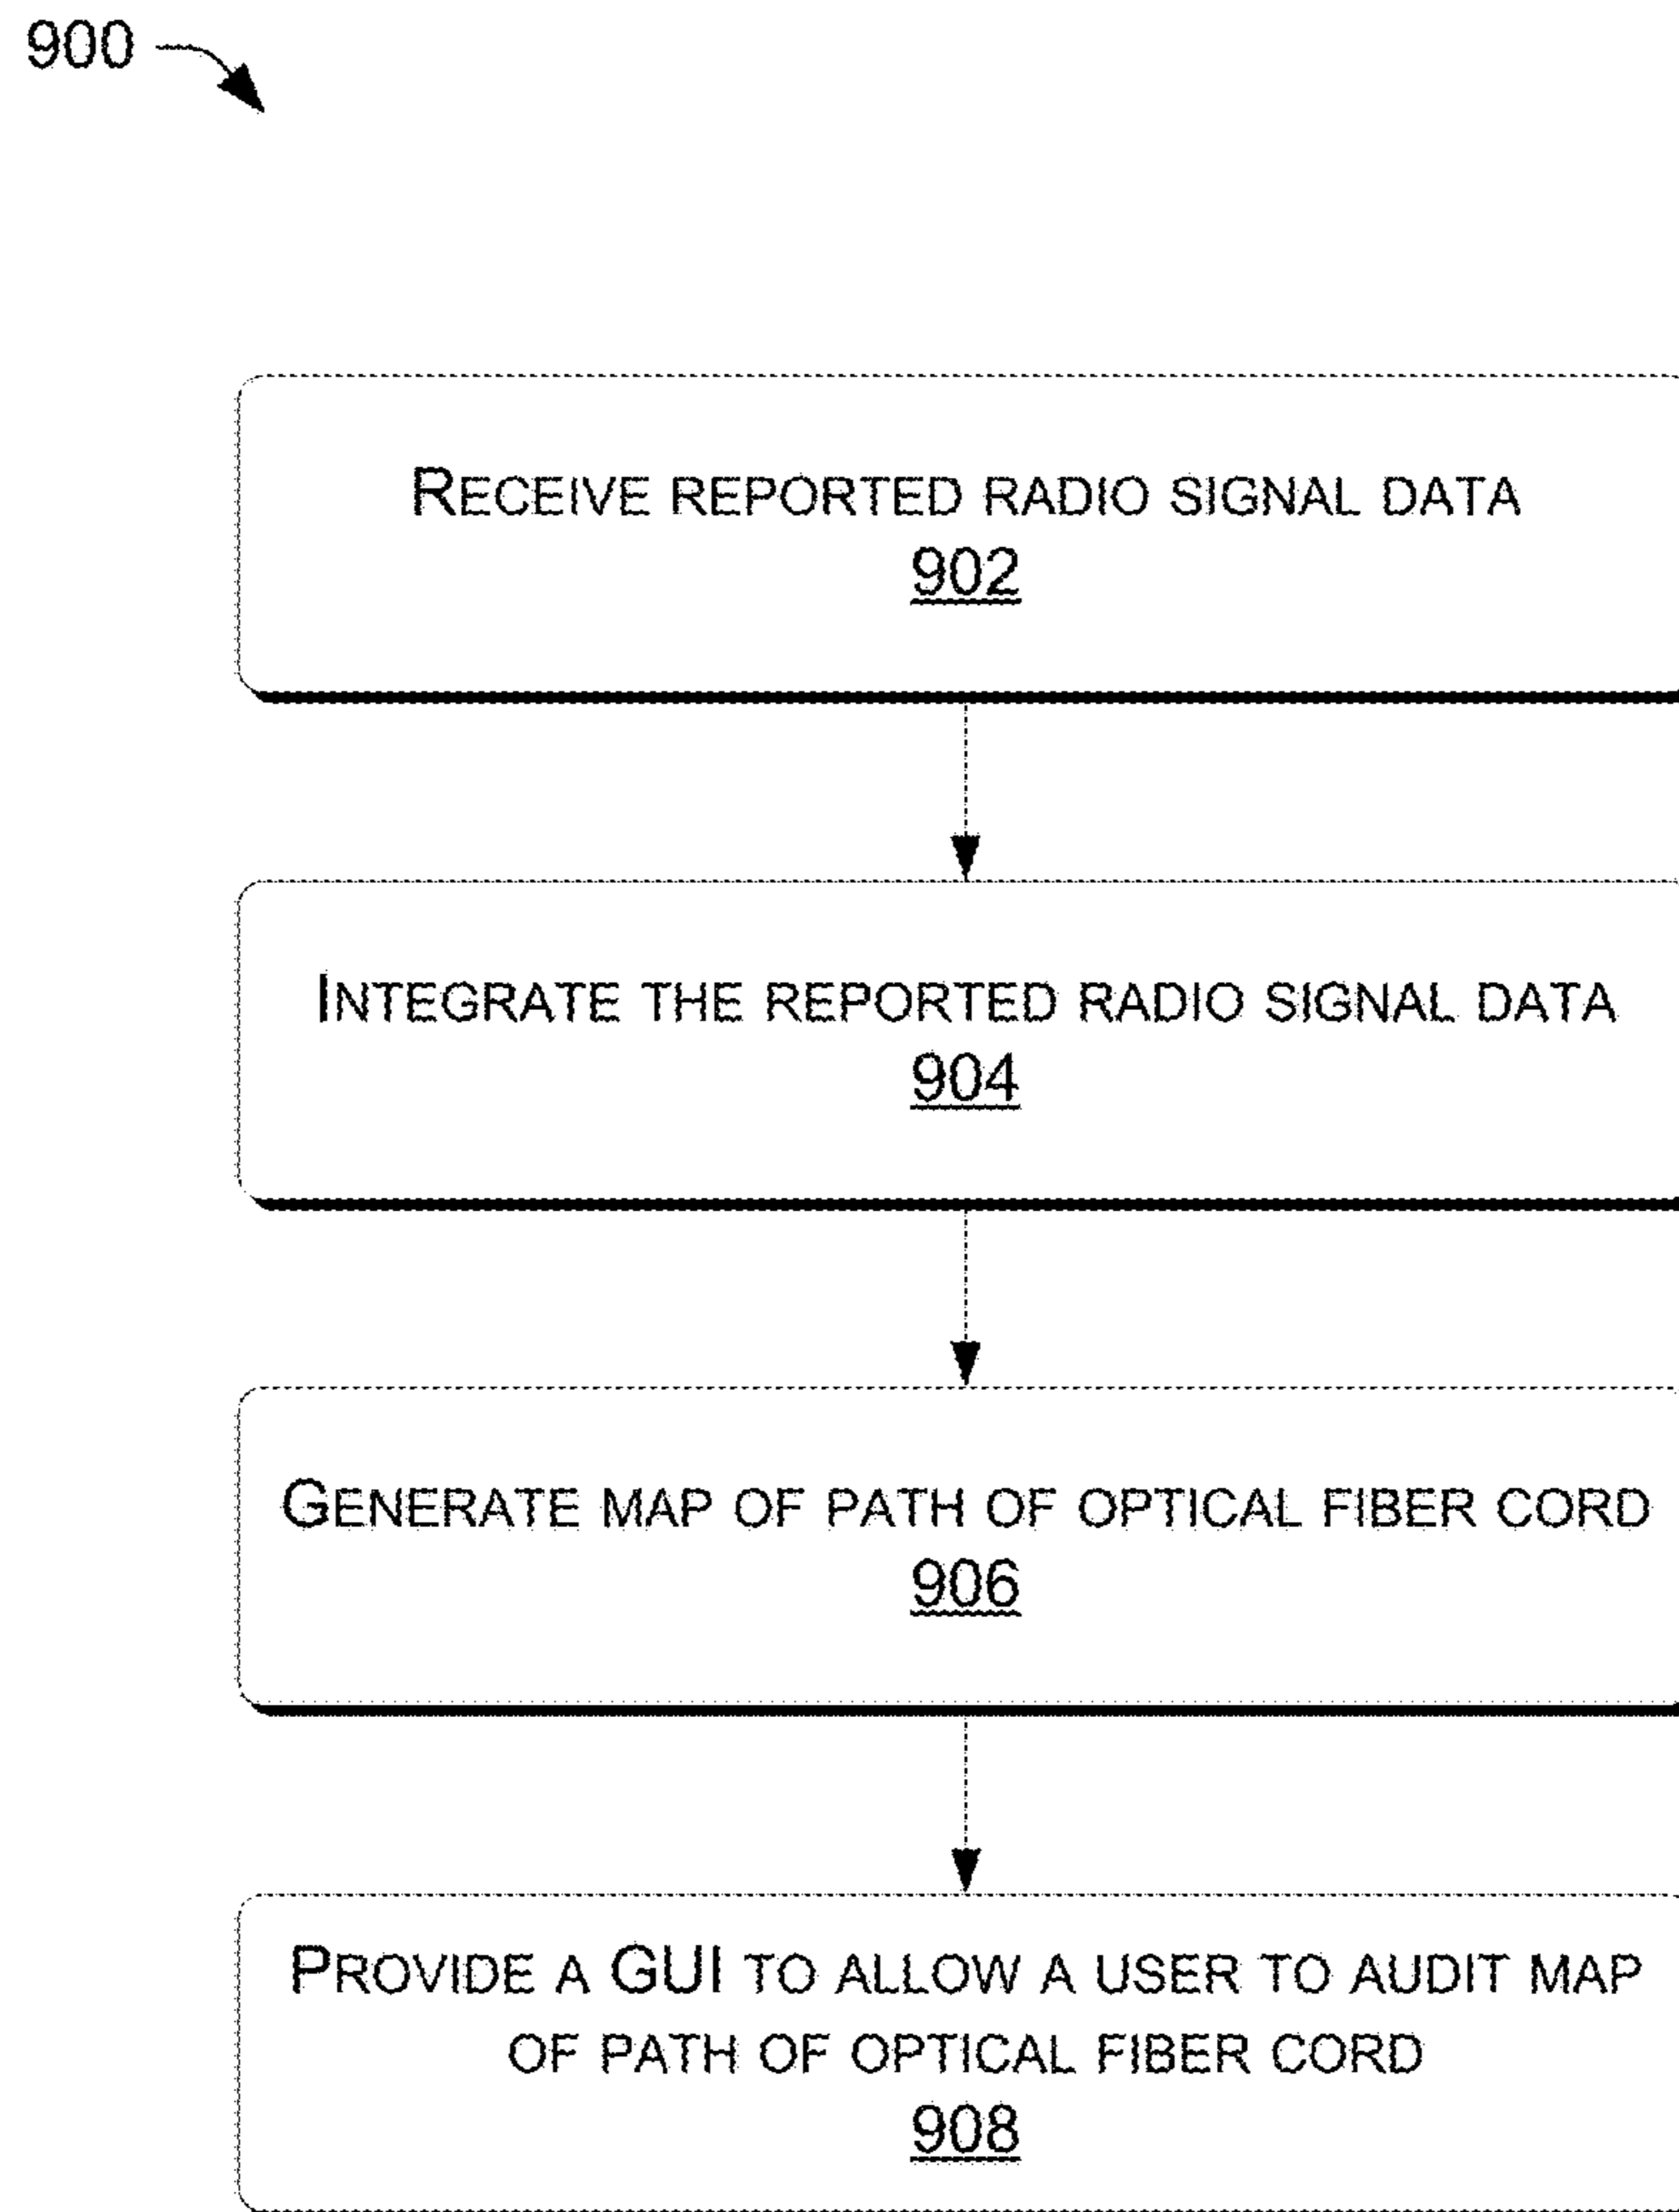 900
RECEIVE REPORTED RADIO SIGNAL DATA
902
INTEGRATE THE REPORTED RADIO SIGNAL DATA
904
GENERATE MAP OF PATH OF OPTICAL FIBER CORD
906
PROVIDE A GUI TO ALLOW A USER TO AUDIT MAP
OF PATH OF OPTICAL FIBER CORD
908